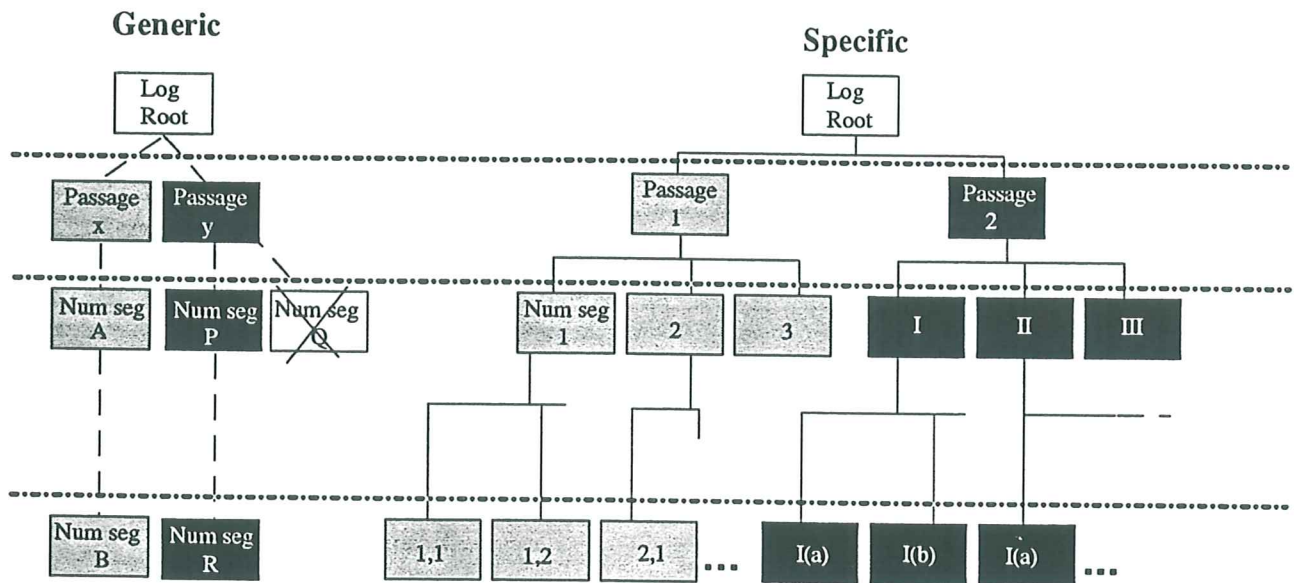 Generic
Specific
Log
Root
Log
Root
Passage
x
Passage
y
Passage
1
Passage
2
Num seg
A
Num seg
P
Num seg
Q
Num seg
1
2
3
I
II
III
Num seg
B
Num seg
R
1,1
1,2
2,1
...
I(a)
I(b)
I(a)
...